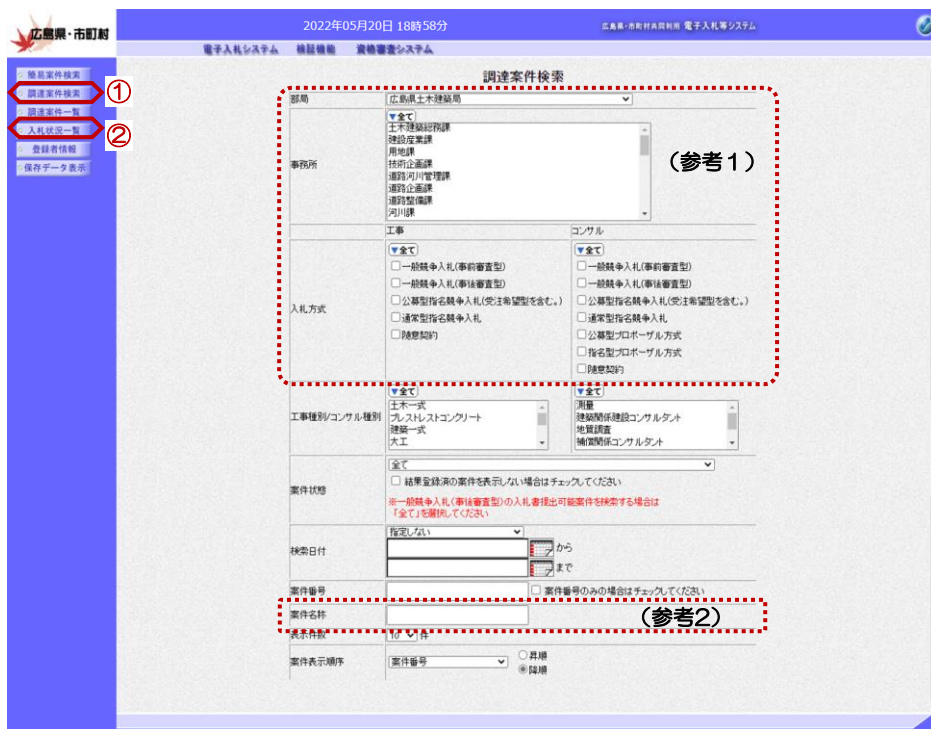 広島県・市町村
2022年05月20日 18時58分
広島県・市町村共同利用 電子入札等システム
電子入札システム 検証機能 資格審査システム
簡易案件検索
調達案件検索
①
調達案件一覧
入札状況一覧
②
登録者情報
保存データ表示
調達案件検索
部局 広島県土木建築局
事務所
▼全て
土木建築総務課
建設産業課
用地課
技術企画課
道路河川管理課
道路企画課
道路整備課
河川課
(参考1)
入札方式
工事 コンサル
▼全て ▼全て
一般競争入札(事前審査型) 一般競争入札(事前審査型)
一般競争入札(事後審査型) 一般競争入札(事後審査型)
公募型指名競争入札(受注希望型を含む。) 公募型指名競争入札(受注希望型を含む。)
通常型指名競争入札 通常型指名競争入札
随意契約 公募型プロポーザル方式
指名型プロポーザル方式
随意契約
工事種別/コンサル種別
▼全て ▼全て
土木一式 測量
プレストレストコンクリート 建築関係建設コンサルタント
建築一式 地質調査
大工 補償関係コンサルタント
案件状態
全て
結果登録済の案件を表示しない場合はチェックしてください
※一般競争入札(事後審査型)の入札書提出可能案件を検索する場合は
「全て」を選択してください
検索日付
指定しない
から
まで
案件番号 案件番号のみの場合はチェックしてください
案件名称 (参考2)
表示件数 10 件
案件表示順序 案件番号 昇順
降順